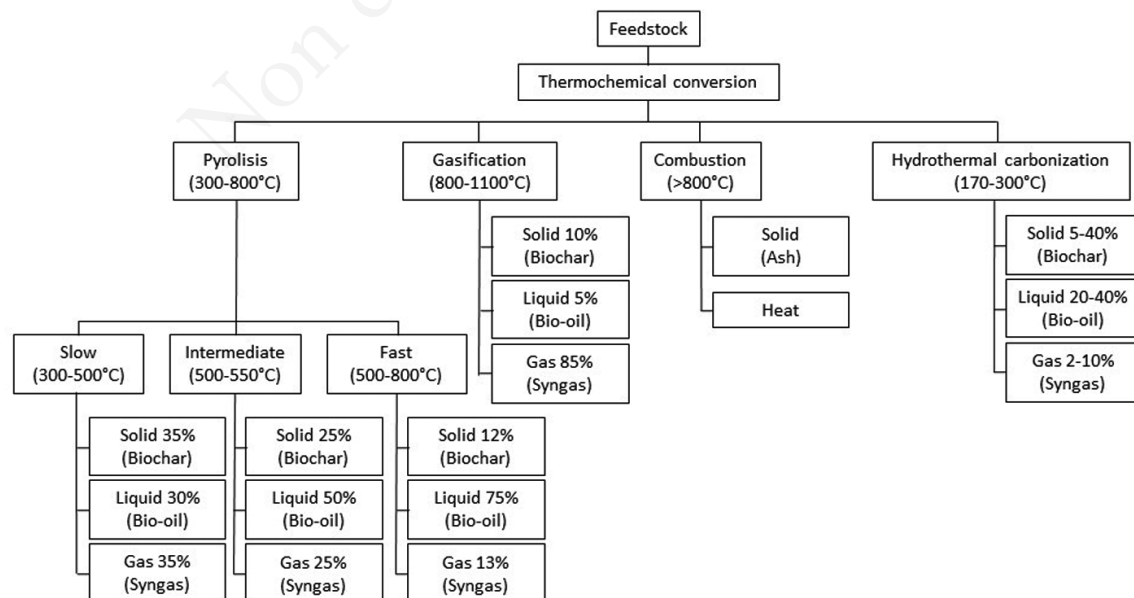 Non
Feedstock
Thermochemical conversion
Pyrolisis
(300-800°C)
Gasification
(800-1100°C)
Combustion
(>800°C)
Hydrothermal carbonization
(170-300°C)
Solid 10%
(Biochar)
Liquid 5%
(Bio-oil)
Gas 85%
(Syngas)
Solid
(Ash)
Heat
Solid 5-40%
(Biochar)
Liquid 20-40%
(Bio-oil)
Gas 2-10%
(Syngas)
Slow
(300-500°C)
Intermediate
(500-550°C)
Fast
(500-800°C)
Solid 35%
(Biochar)
Liquid 30%
(Bio-oil)
Gas 35%
(Syngas)
Solid 25%
(Biochar)
Liquid 50%
(Bio-oil)
Gas 25%
(Syngas)
Solid 12%
(Biochar)
Liquid 75%
(Bio-oil)
Gas 13%
(Syngas)